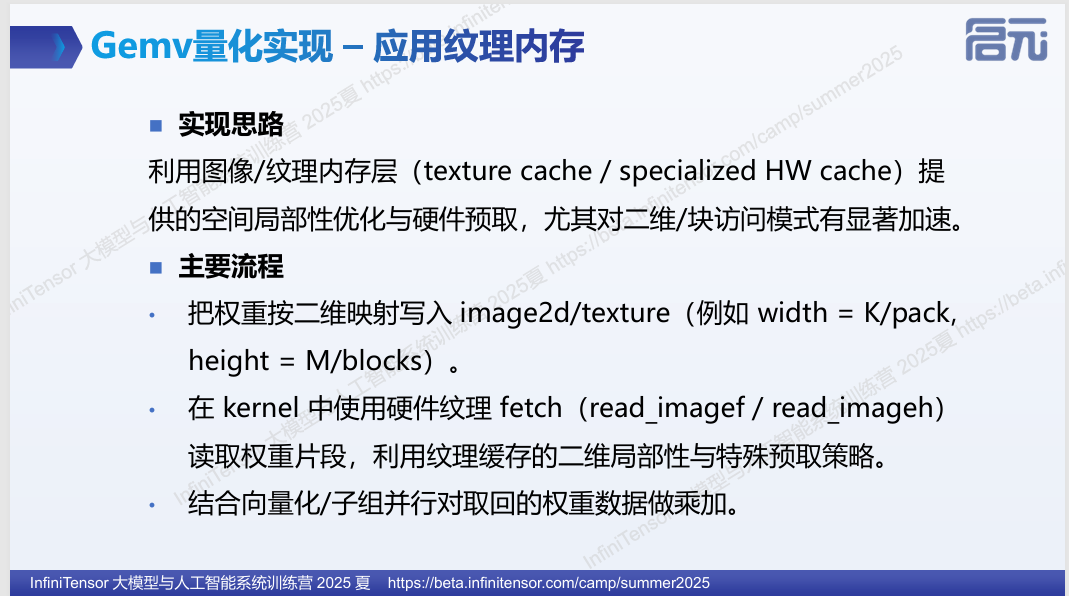 Gemv量化实现 – 应用纹理内存
启元
■ 实现思路
利用图像/纹理内存层（texture cache / specialized HW cache）提
供的空间局部性优化与硬件预取，尤其对二维/块访问模式有显著加速。
■ 主要流程
• 把权重按二维映射写入 image2d/texture（例如 width = K/pack,
height = M/blocks）。
• 在 kernel 中使用硬件纹理 fetch（read_imagef / read_imageh）
读取权重片段，利用纹理缓存的二维局部性与特殊预取策略。
• 结合向量化/子组并行对取回的权重数据做乘加。
InfiniTensor 大模型与人工智能系统训练营 2025 夏 https://beta.infinitensor.com/camp/summer2025